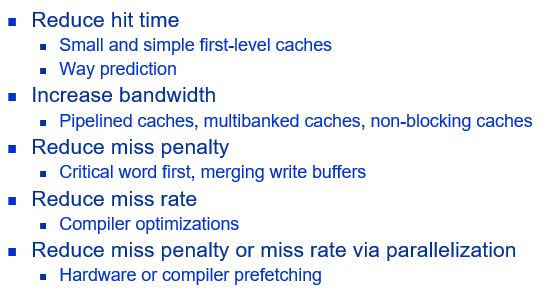 Reduce hit time
Small and simple first-level caches
Way prediction
Increase bandwidth
Pipelined caches, multibanked caches, non-blocking caches
Reduce miss penalty
Critical word first, merging write buffers
Reduce miss rate
Compiler optimizations
Reduce miss penalty or miss rate via parallelization
Hardware or compiler prefetching